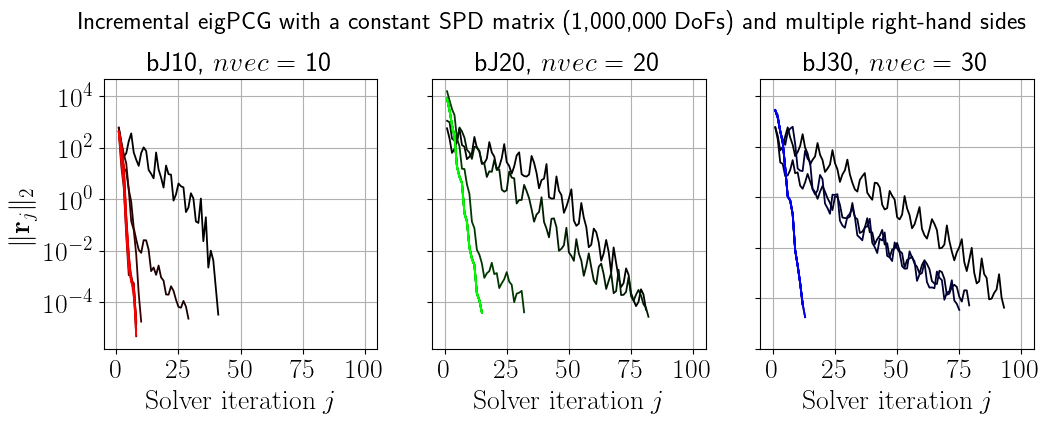 Incremental eigPCG with a constant SPD matrix (1,000,000 DoFs) and multiple right-hand sides
bJ10, nvec = 10
bJ20, nvec = 20
bJ30, nvec = 30
‖r_j‖_2
10^4
10^2
10^0
10^−2
10^−4
0 25 50 75 100
0 25 50 75 100
0 25 50 75 100
Solver iteration j
Solver iteration j
Solver iteration j